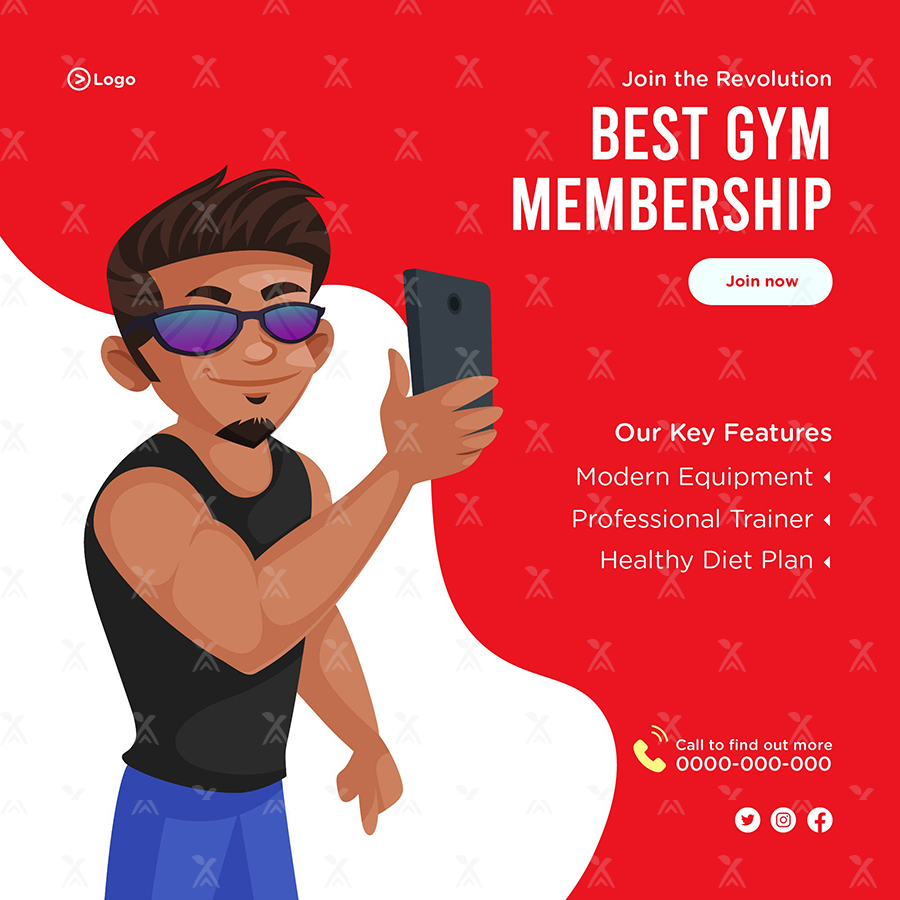 Logo
Join the Revolution
BEST GYM
MEMBERSHIP
Join now
Our Key Features
Modern Equipment
Professional Trainer
Healthy Diet Plan
Call to find out more
0000-000-000